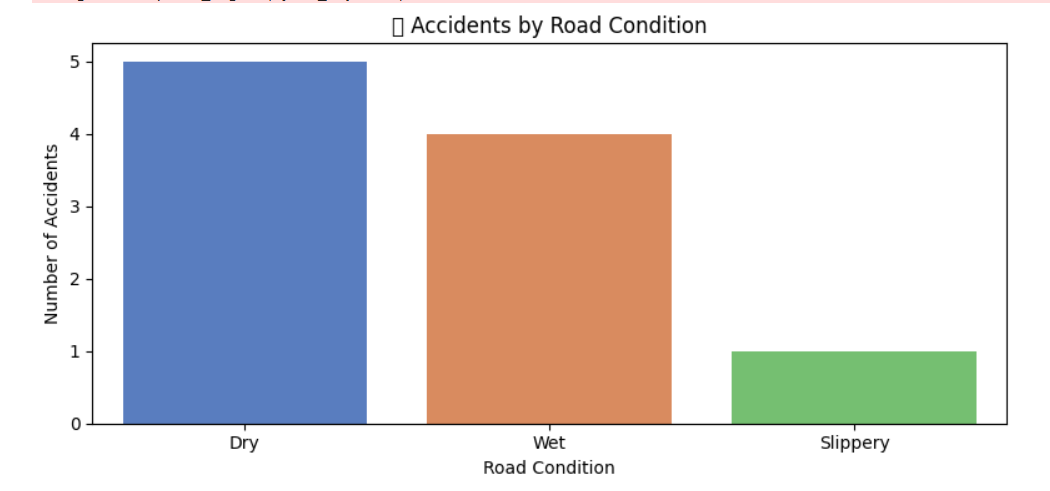 ▯ Accidents by Road Condition
5
4
3
2
1
0
Number of Accidents
Dry Wet Slippery
Road Condition